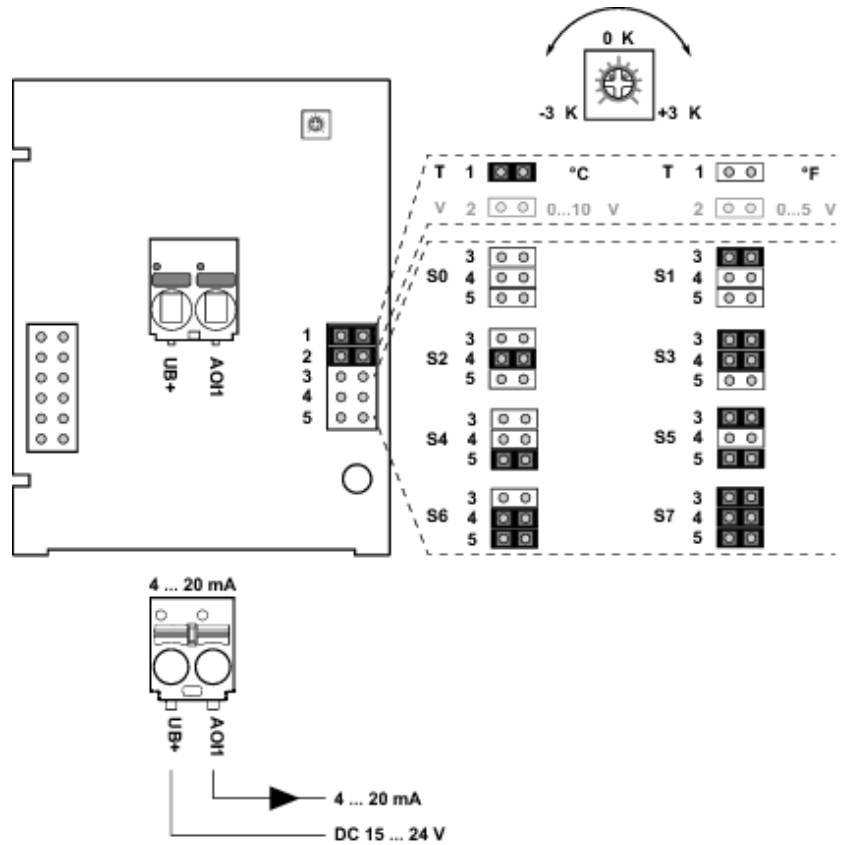 0 K
-3 K +3 K
T 1 °C T 1 °F
V 2 0...10 V 2 0...5 V
3 3
S0 4 S1 4
5 5
3 3
S2 4 S3 4
5 5
3 3
S4 4 S5 4
5 5
3 3
S6 4 S7 4
5 5
1
2
3
4
5
UB+ AOI1
4 ... 20 mA
UB+ AOI1
4 ... 20 mA
DC 15 ... 24 V